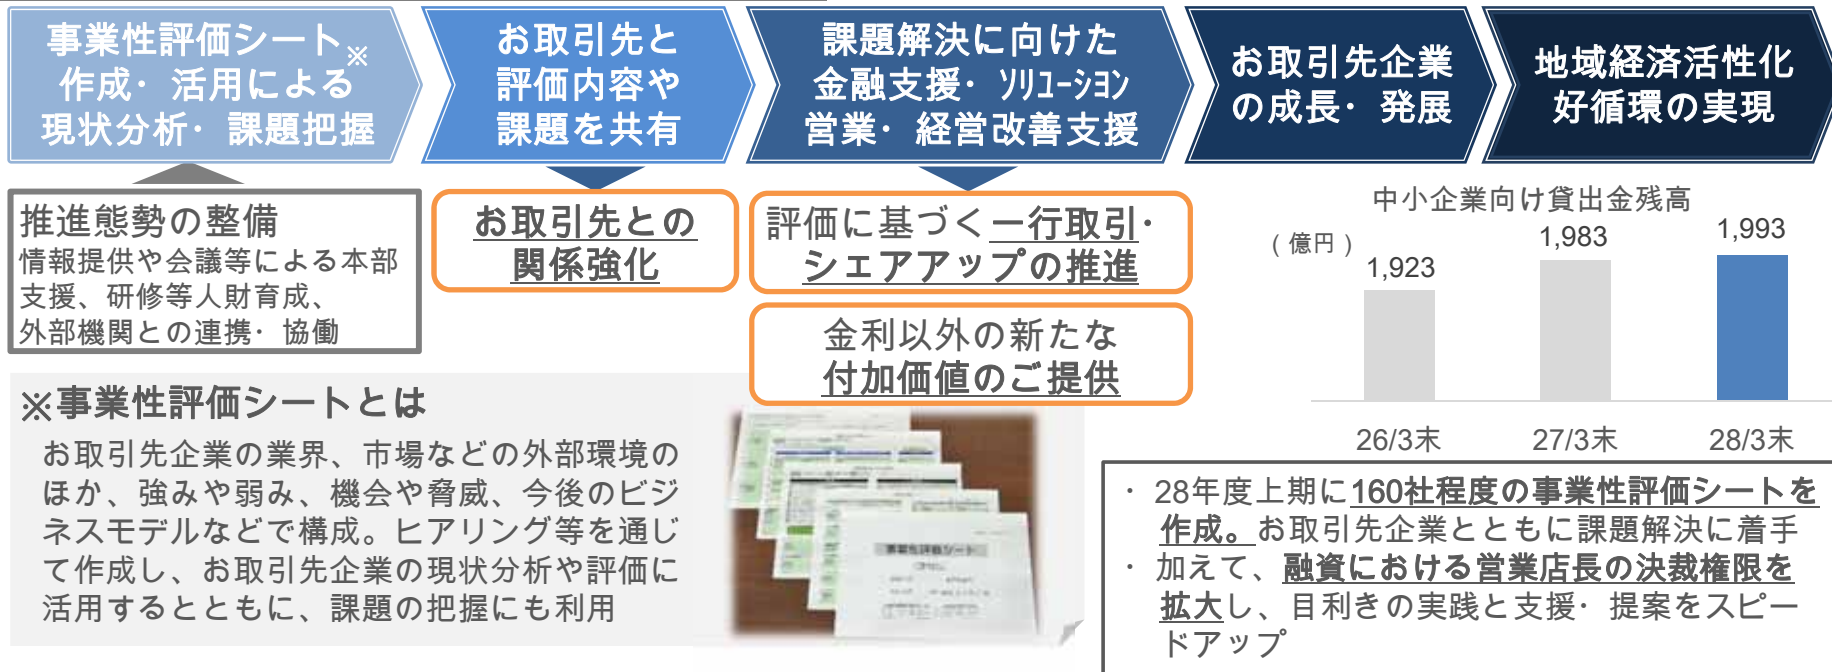 事業性評価シート※
作成・活用による
現状分析・課題把握
お取引先と
評価内容や
課題を共有
課題解決に向けた
金融支援・ソリューション
営業・経営改善支援
お取引先企業
の成長・発展
地域経済活性化
好循環の実現
推進態勢の整備
情報提供や会議等による本部
支援、研修等人財育成、
外部機関との連携・協働
お取引先との
関係強化
評価に基づく一行取引・
シェアアップの推進
金利以外の新たな
付加価値のご提供
中小企業向け貸出金残高
(億円)
1,923
1,983
1,993
26/3末
27/3末
28/3末
※事業性評価シートとは
お取引先企業の業界、市場などの外部環境の
ほか、強みや弱み、機会や脅威、今後のビジ
ネスモデルなどで構成。ヒアリング等を通じ
て作成し、お取引先企業の現状分析や評価に
活用するとともに、課題の把握にも利用
事業性評価シート
・28年度上期に160社程度の事業性評価シートを
作成。お取引先企業とともに課題解決に着手
・加えて、融資における営業店長の決裁権限を
拡大し、目利きの実践と支援・提案をスピー
ドアップ